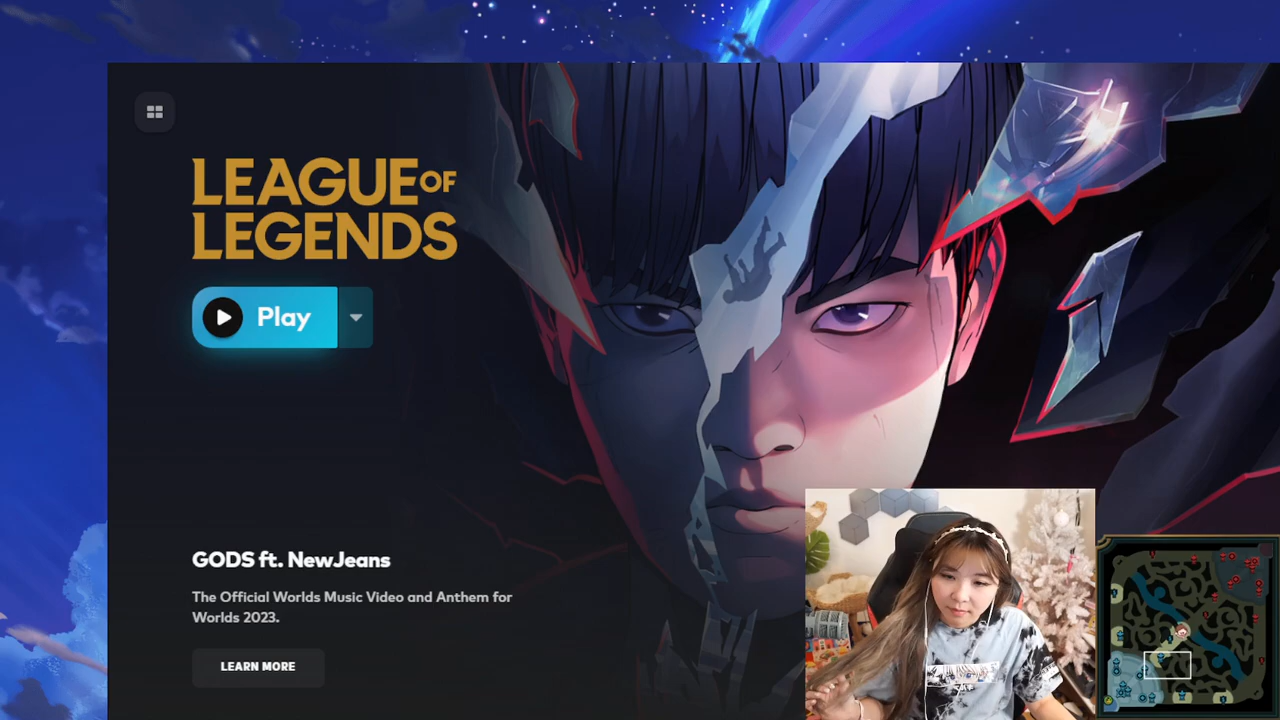 LEAGUE OF
LEGENDS
Play
GODS ft. NewJeans
The Official Worlds Music Video and Anthem for
Worlds 2023.
LEARN MORE